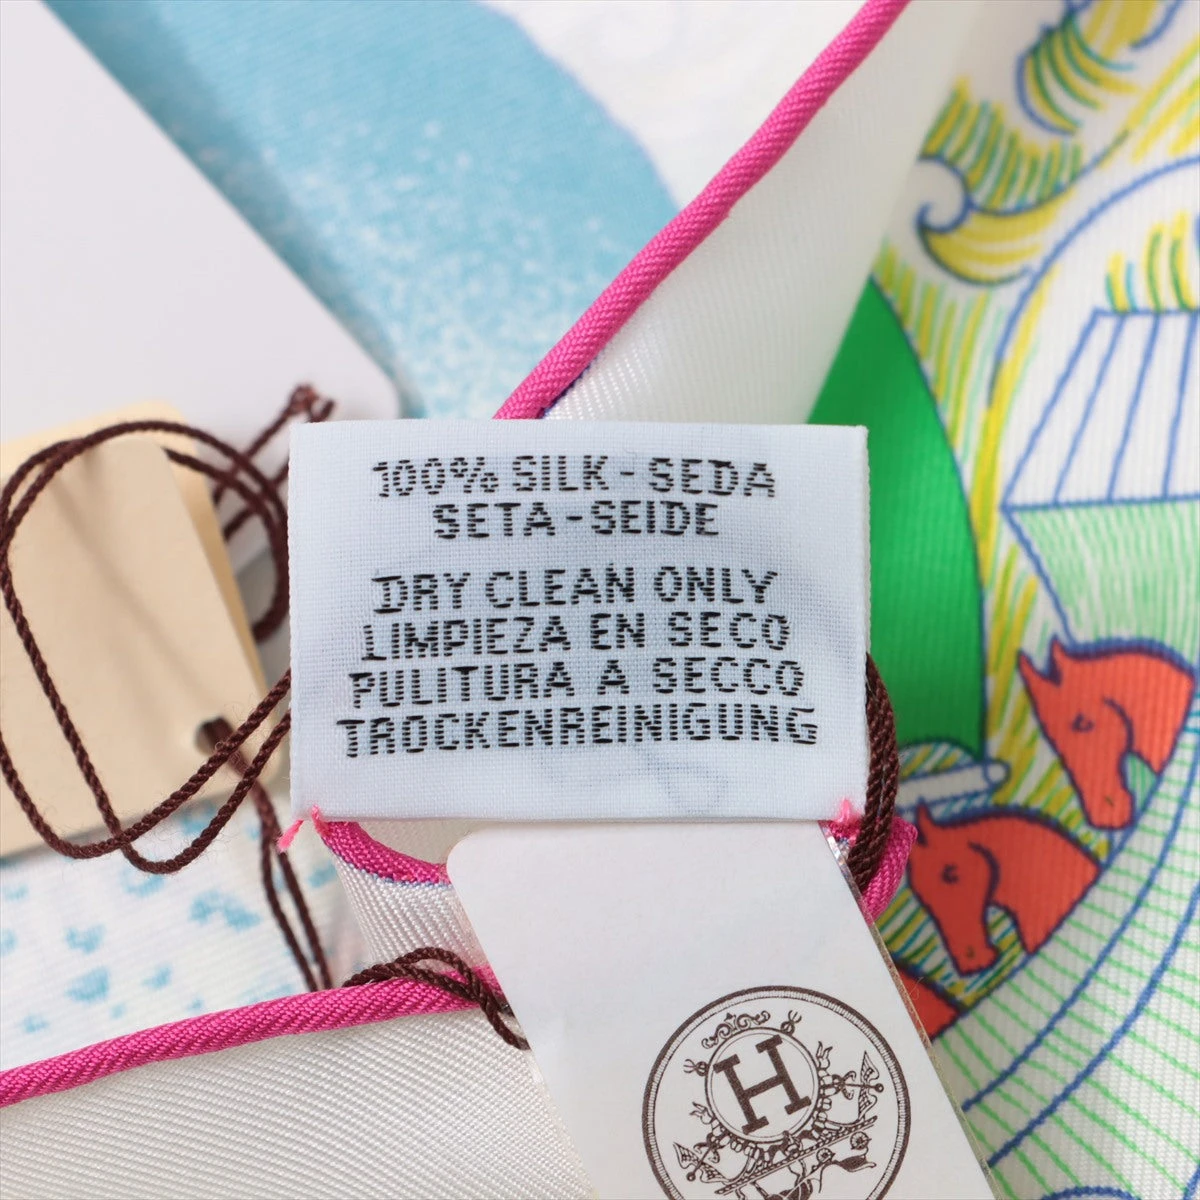 100% SILK - SEDA
SETA - SEIDE
DRY CLEAN ONLY
LIMPIEZA EN SECO
PULITURA A SECCO
TROCKENREINIGUNG
H